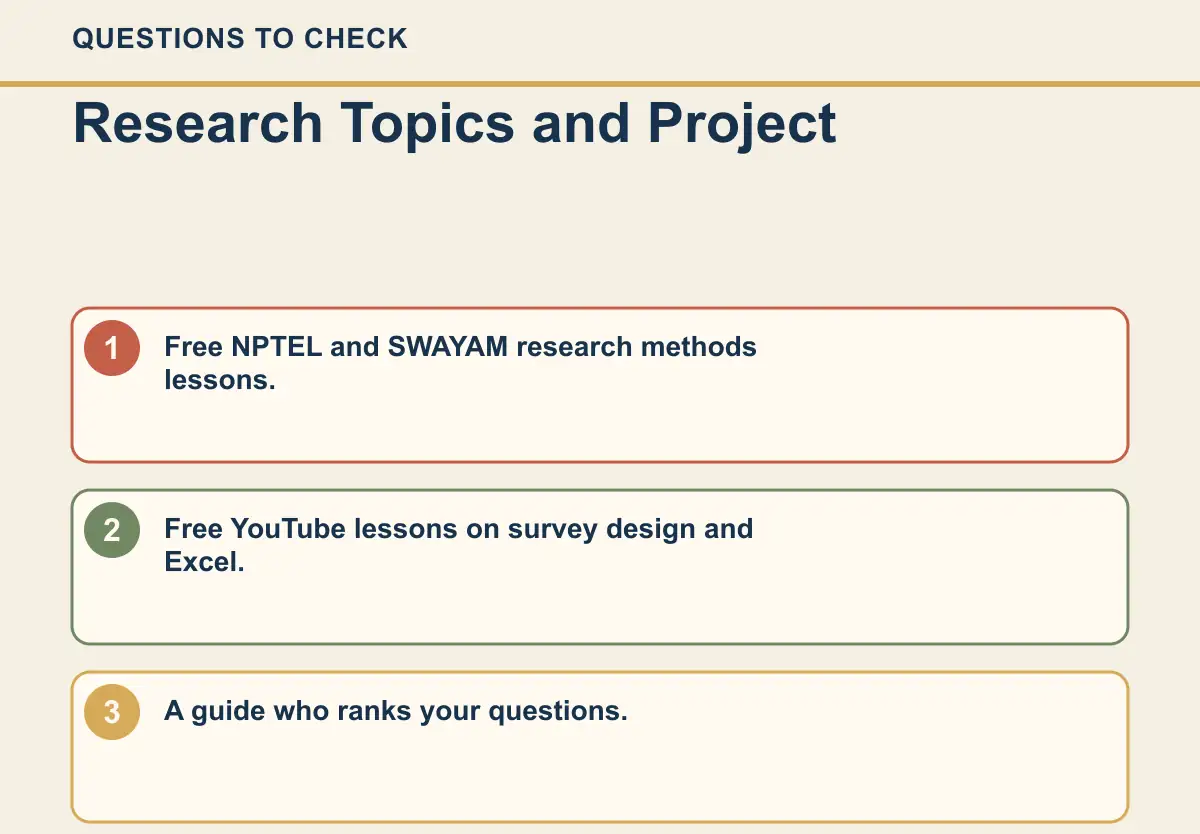 QUESTIONS TO CHECK
Research Topics and Project
1
Free NPTEL and SWAYAM research methods
lessons.
2
Free YouTube lessons on survey design and
Excel.
3
A guide who ranks your questions.